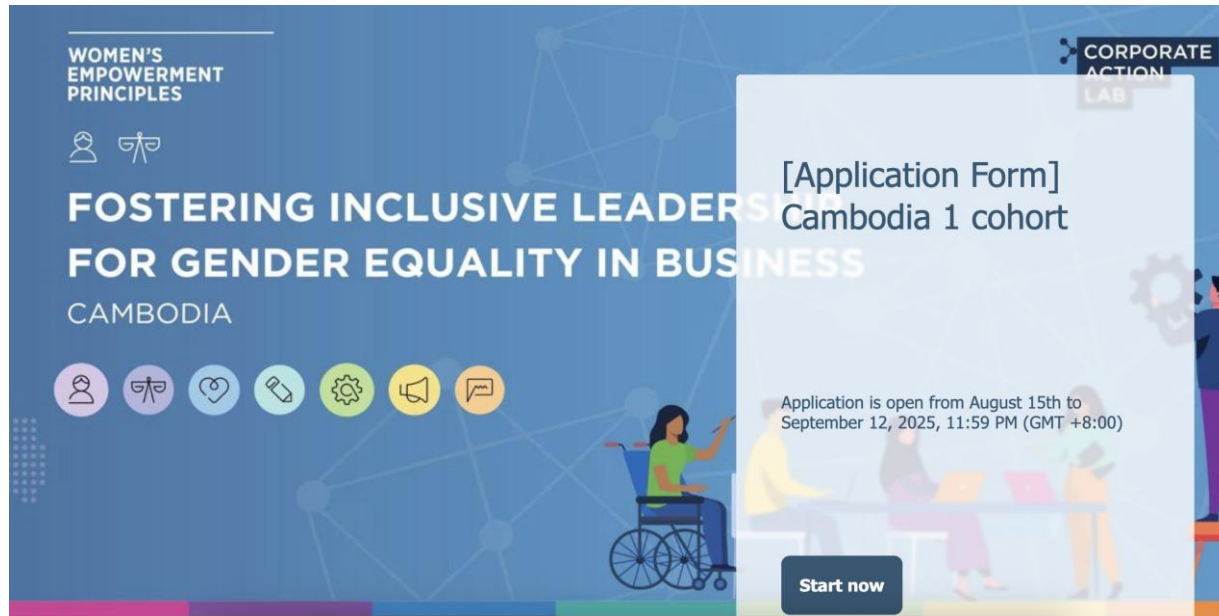 WOMEN'S
EMPOWERMENT
PRINCIPLES
CORPORATE
ACTION
LAB
FOSTERING INCLUSIVE LEADERSHIP
FOR GENDER EQUALITY IN BUSINESS
CAMBODIA
[Application Form]
Cambodia 1 cohort
Application is open from August 15th to
September 12, 2025, 11:59 PM (GMT +8:00)
Start now